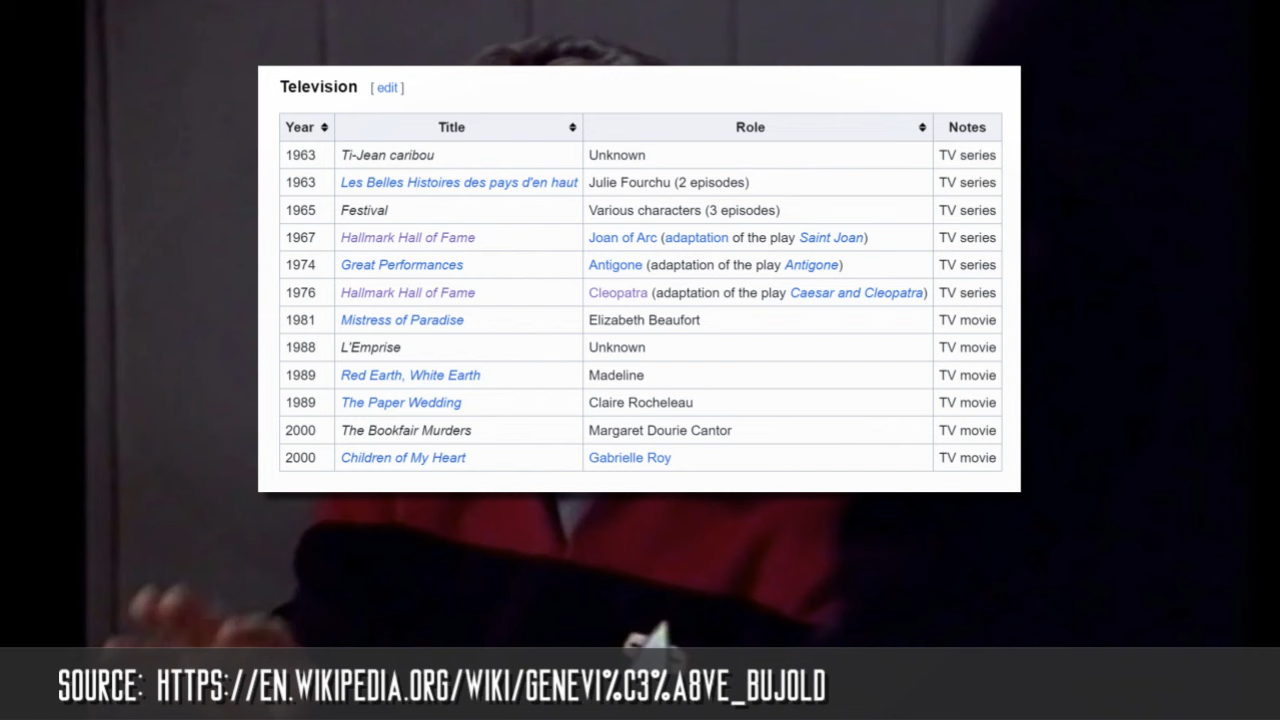 Television [ edit ]
Year Title Role Notes
1963 Ti-Jean caribou Unknown TV series
1963 Les Belles Histoires des pays d'en haut Julie Fourchu (2 episodes) TV series
1965 Festival Various characters (3 episodes) TV series
1967 Hallmark Hall of Fame Joan of Arc (adaptation of the play Saint Joan) TV series
1974 Great Performances Antigone (adaptation of the play Antigone) TV series
1976 Hallmark Hall of Fame Cleopatra (adaptation of the play Caesar and Cleopatra) TV series
1981 Mistress of Paradise Elizabeth Beaufort TV movie
1988 L'Emprise Unknown TV movie
1989 Red Earth, White Earth Madeline TV movie
1989 The Paper Wedding Claire Rocheleau TV movie
2000 The Bookfair Murders Margaret Dourie Cantor TV movie
2000 Children of My Heart Gabrielle Roy TV movie
SOURCE: HTTPS://EN.WIKIPEDIA.ORG/WIKI/GENEVI%C3%A8VE_BUJOLD